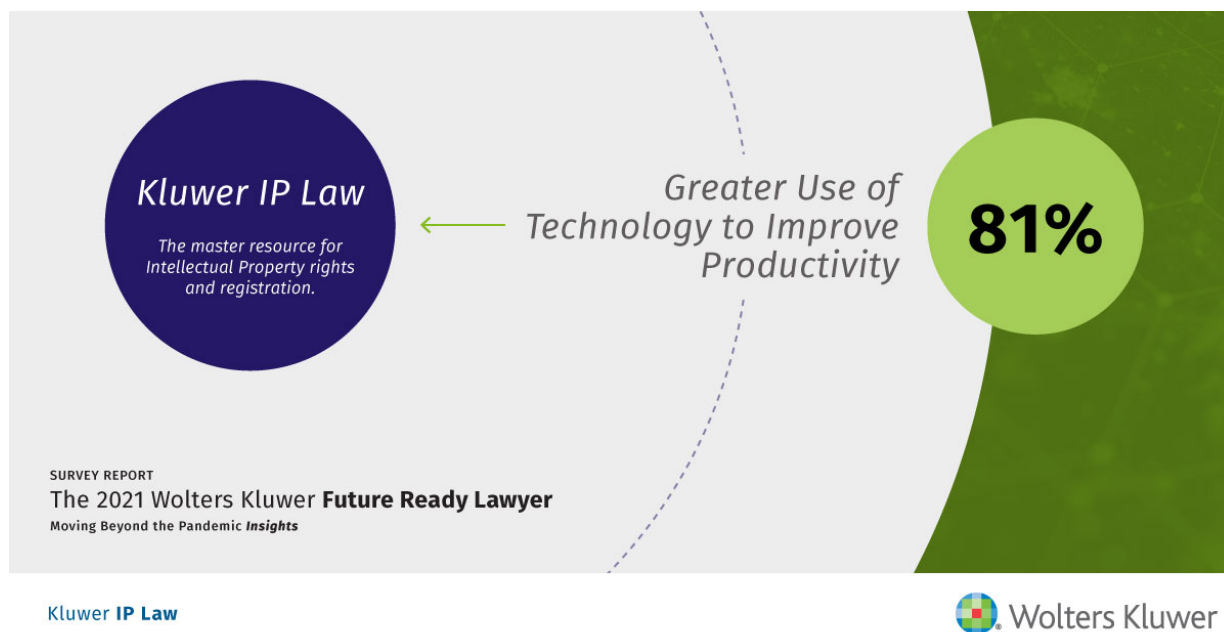 Kluwer IP Law
The master resource for
Intellectual Property rights
and registration.
Greater Use of
Technology to Improve
Productivity
81%
SURVEY REPORT
The 2021 Wolters Kluwer Future Ready Lawyer
Moving Beyond the Pandemic Insights
Kluwer IP Law
Wolters Kluwer